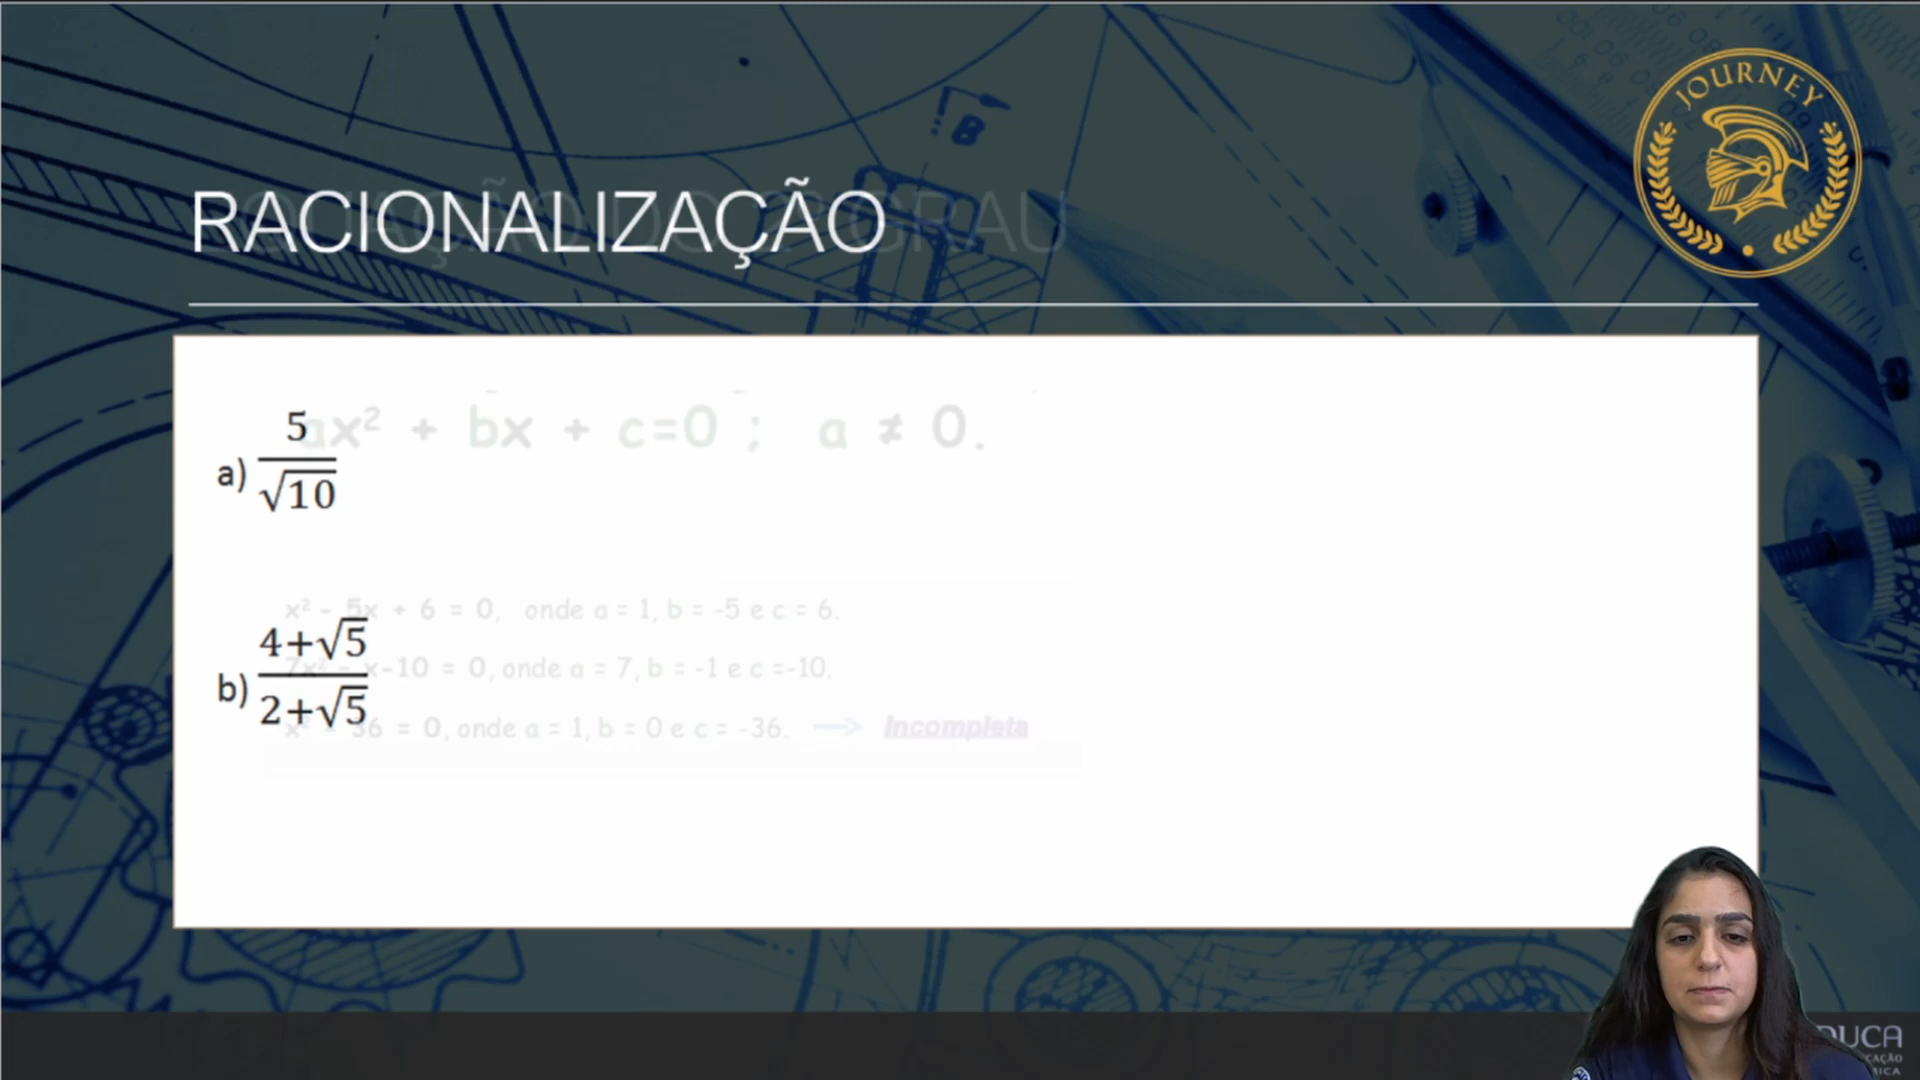 JOURNEY
RACIONALIZAÇÃO
GRAU
ax² + bx + c=0 ; a ≠ 0.
a) 5/√10
x² - 5x + 6 = 0, onde a = 1, b = -5 e c = 6.
7x² - x-10 = 0, onde a = 7, b = -1 e c =-10.
b) 4+√5/2+√5
x² - 36 = 0, onde a = 1, b = 0 e c = -36. → Incompleta